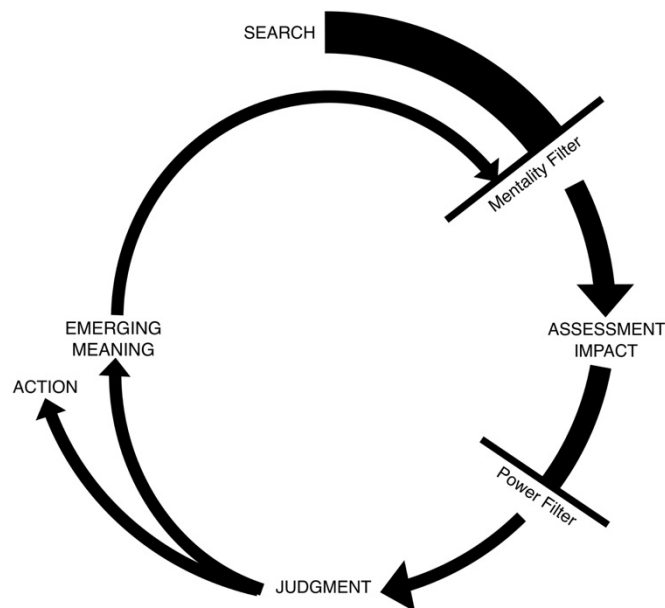 SEARCH
Mentality Filter
ASSESSMENT
IMPACT
Power Filter
JUDGMENT
ACTION
EMERGING
MEANING